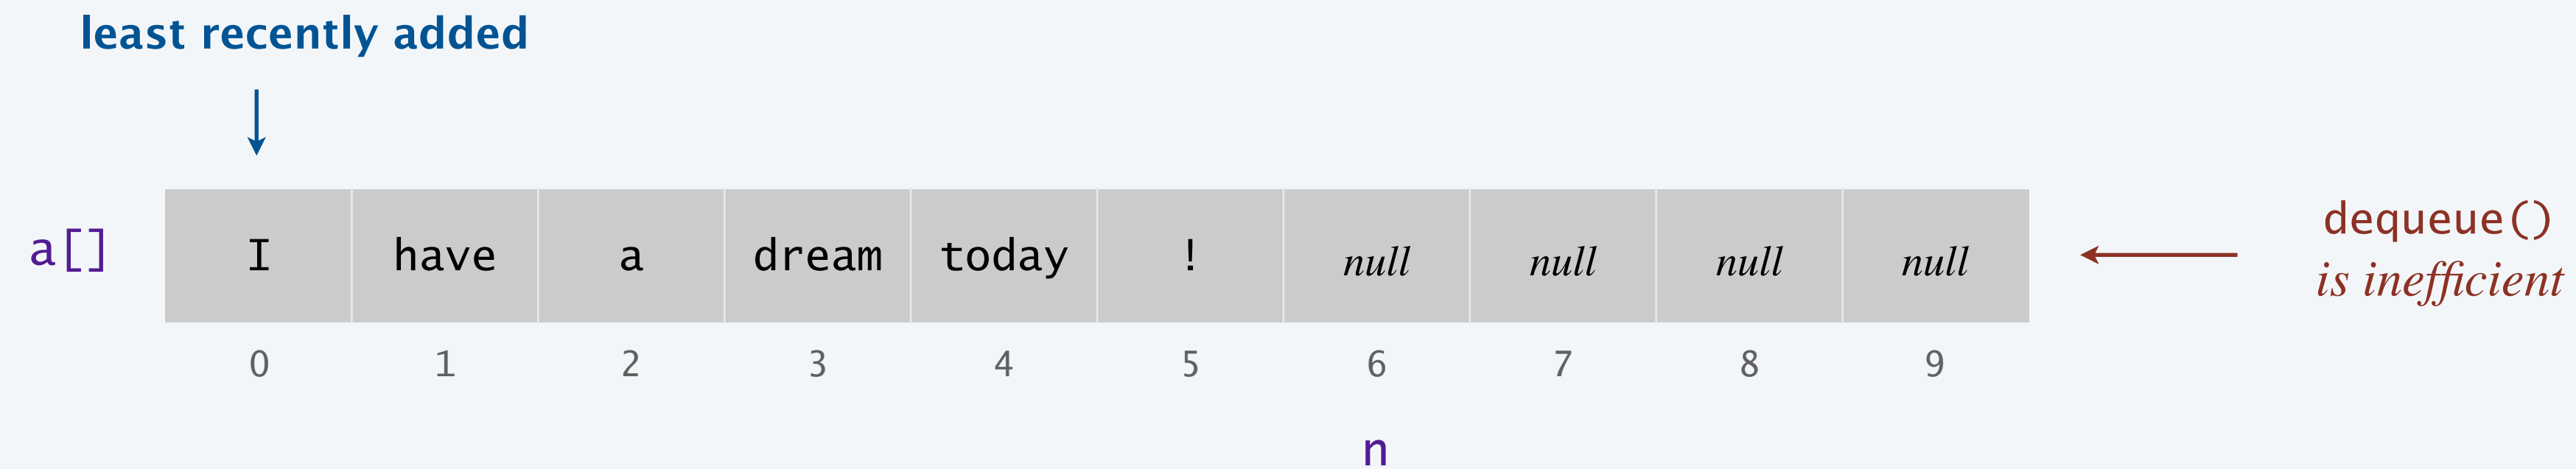 least recently added
a[] I have a dream today ! null null null null dequeue()
is inefficient
0 1 2 3 4 5 6 7 8 9
n